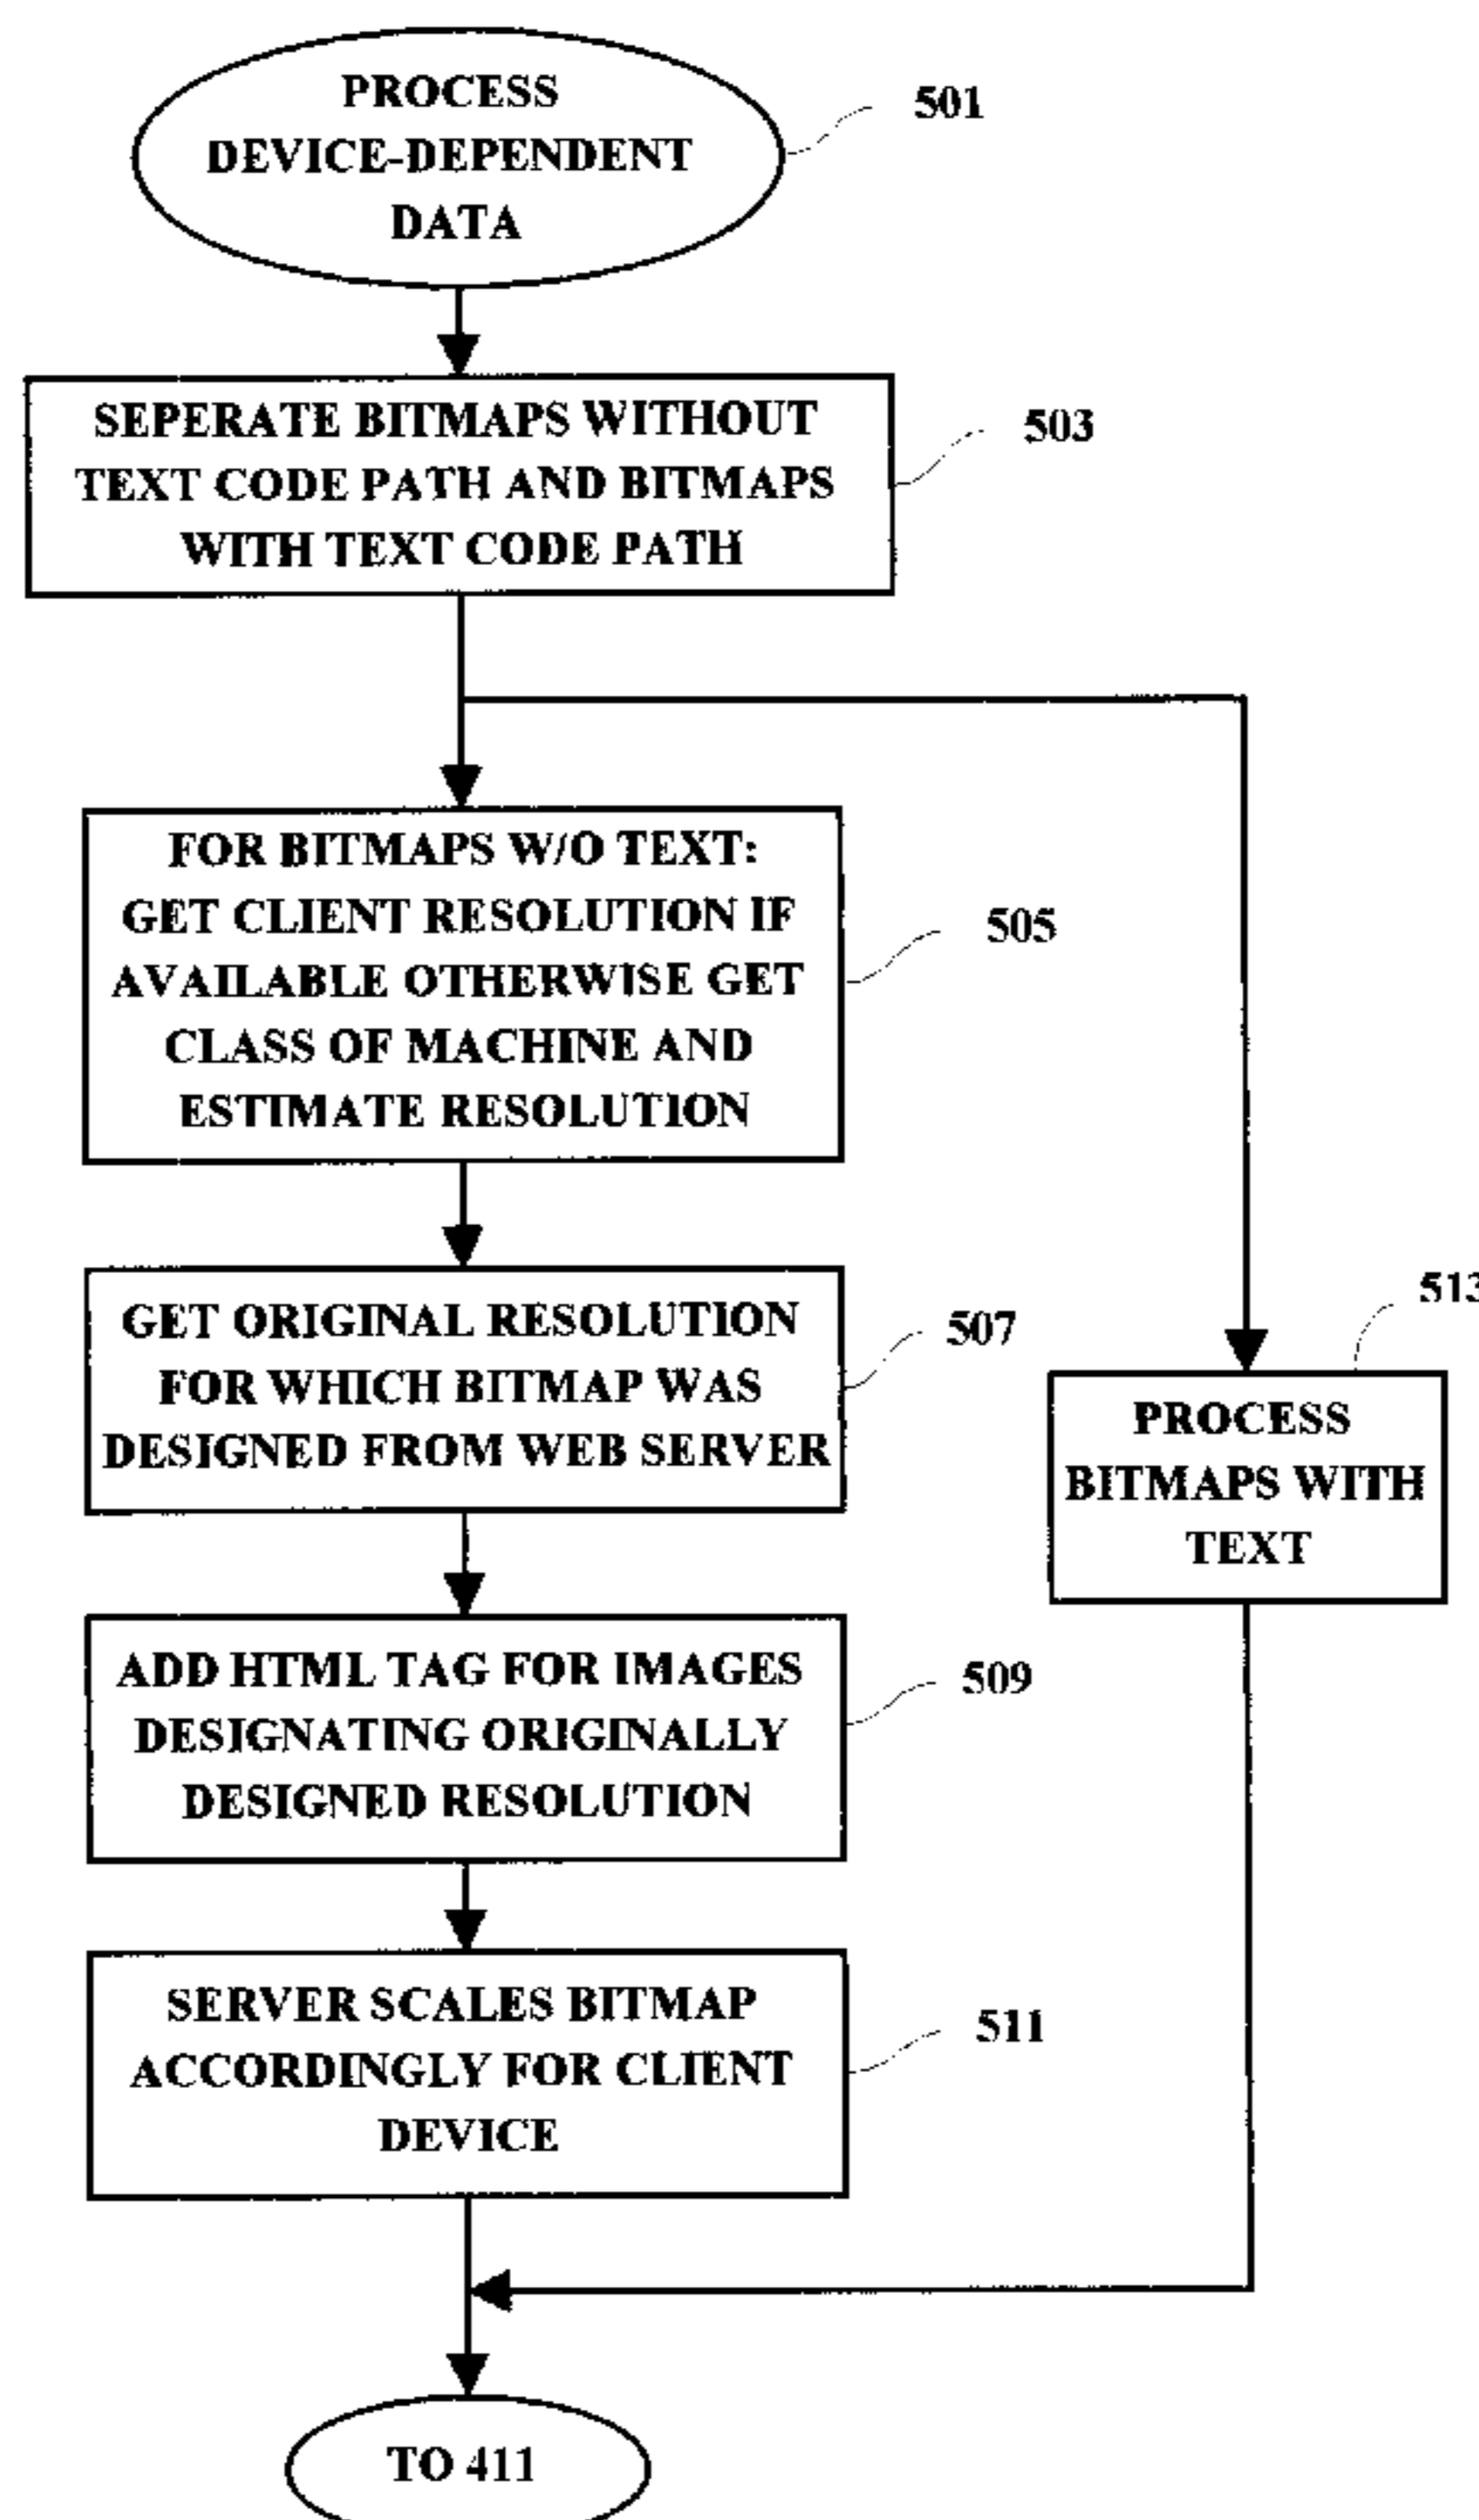 PROCESS
DEVICE-DEPENDENT
DATA
501
SEPERATE BITMAPS WITHOUT
TEXT CODE PATH AND BITMAPS
WITH TEXT CODE PATH
503
FOR BITMAPS W/O TEXT:
GET CLIENT RESOLUTION IF
AVAILABLE OTHERWISE GET
CLASS OF MACHINE AND
ESTIMATE RESOLUTION
505
GET ORIGINAL RESOLUTION
FOR WHICH BITMAP WAS
DESIGNED FROM WEB SERVER
507
513
PROCESS
BITMAPS WITH
TEXT
ADD HTML TAG FOR IMAGES
DESIGNATING ORIGINALLY
DESIGNED RESOLUTION
509
SERVER SCALES BITMAP
ACCORDINGLY FOR CLIENT
DEVICE
511
TO 411